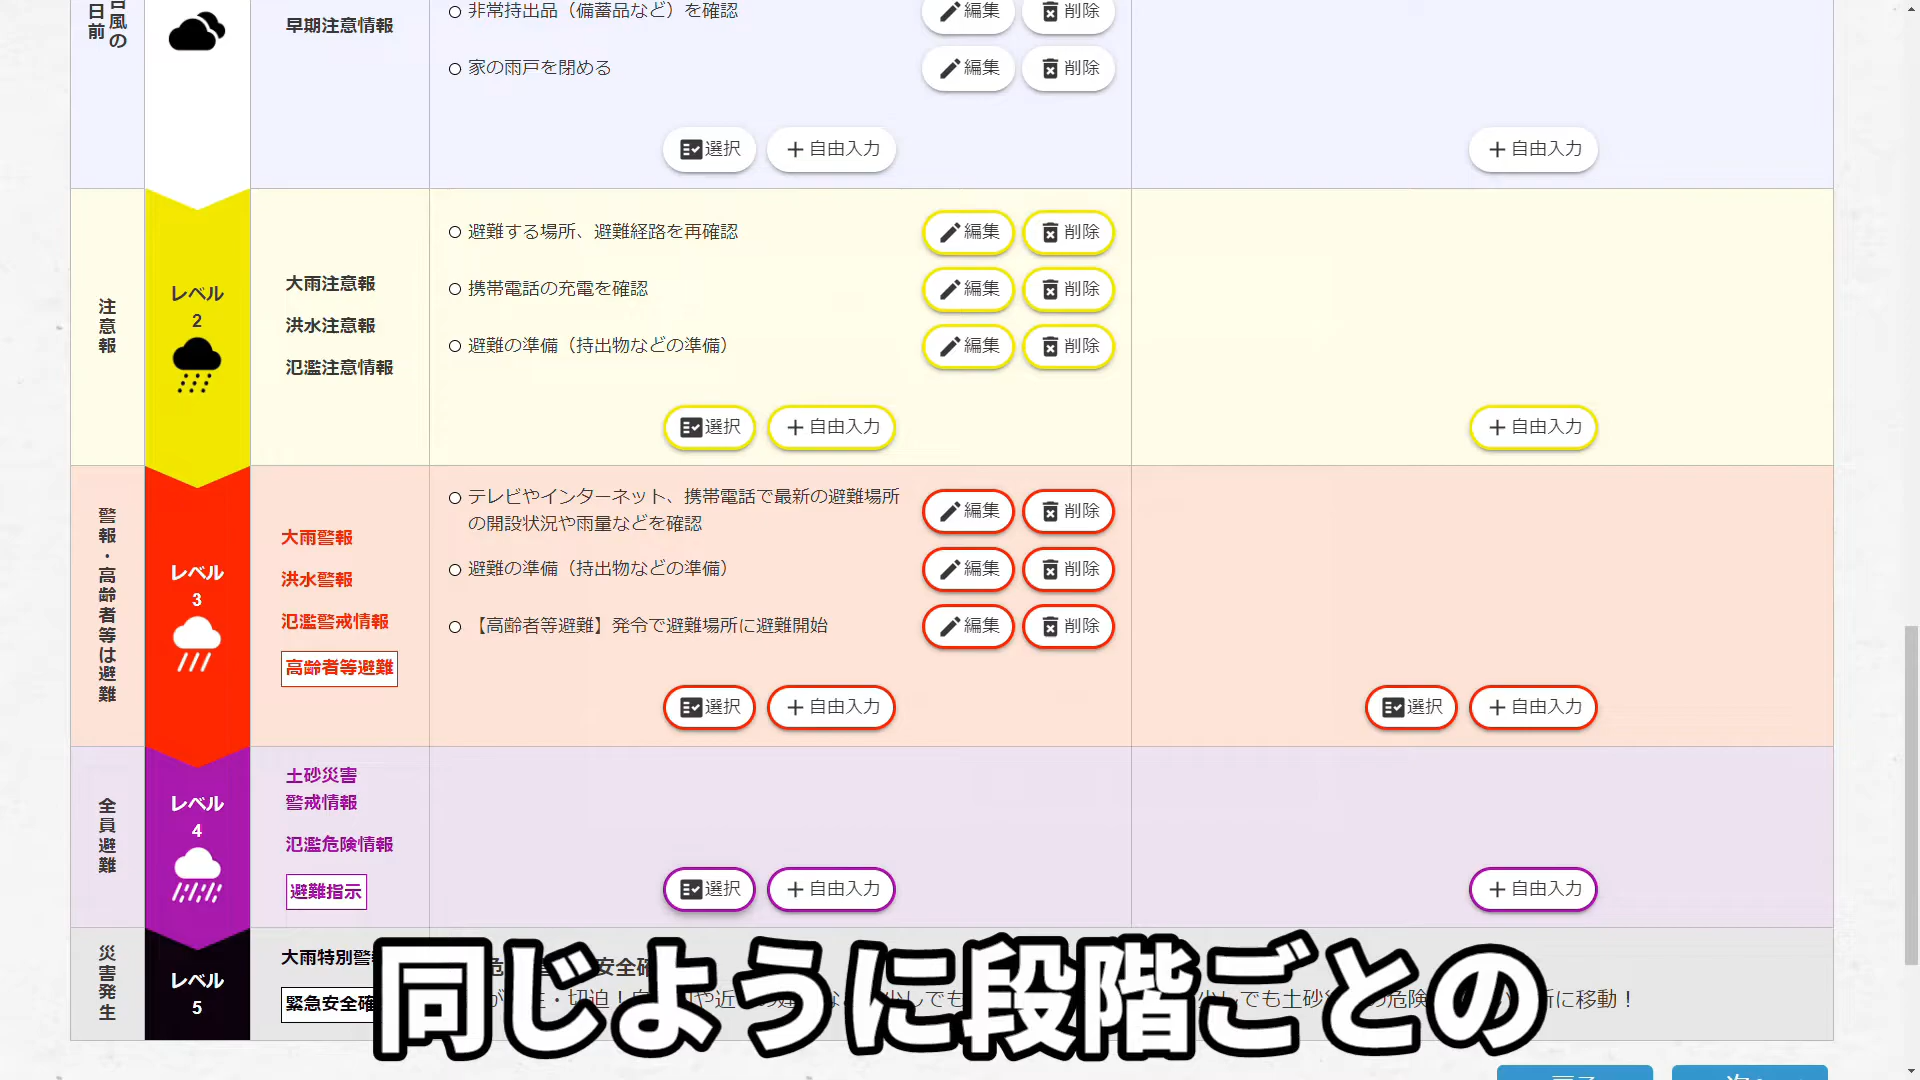 台風の
日前
早期注意情報
非常持出品（備蓄品など）を確認
編集
削除
家の雨戸を閉める
編集
削除
選択
＋自由入力
＋自由入力
注意報
レベル
2
大雨注意報
洪水注意報
氾濫注意情報
避難する場所、避難経路を再確認
編集
削除
携帯電話の充電を確認
編集
削除
避難の準備（持出物などの準備）
編集
削除
選択
＋自由入力
＋自由入力
警報・高齢者等は避難
レベル
3
大雨警報
洪水警報
氾濫警戒情報
高齢者等避難
テレビやインターネット、携帯電話で最新の避難場所
の開設状況や雨量などを確認
編集
削除
避難の準備（持出物などの準備）
編集
削除
【高齢者等避難】発令で避難場所に避難開始
編集
削除
選択
＋自由入力
選択
＋自由入力
全員避難
レベル
4
土砂災害
警戒情報
氾濫危険情報
避難指示
選択
＋自由入力
＋自由入力
災害発生
レベル
5
大雨特別警
緊急安全確
同じように段階ごとの